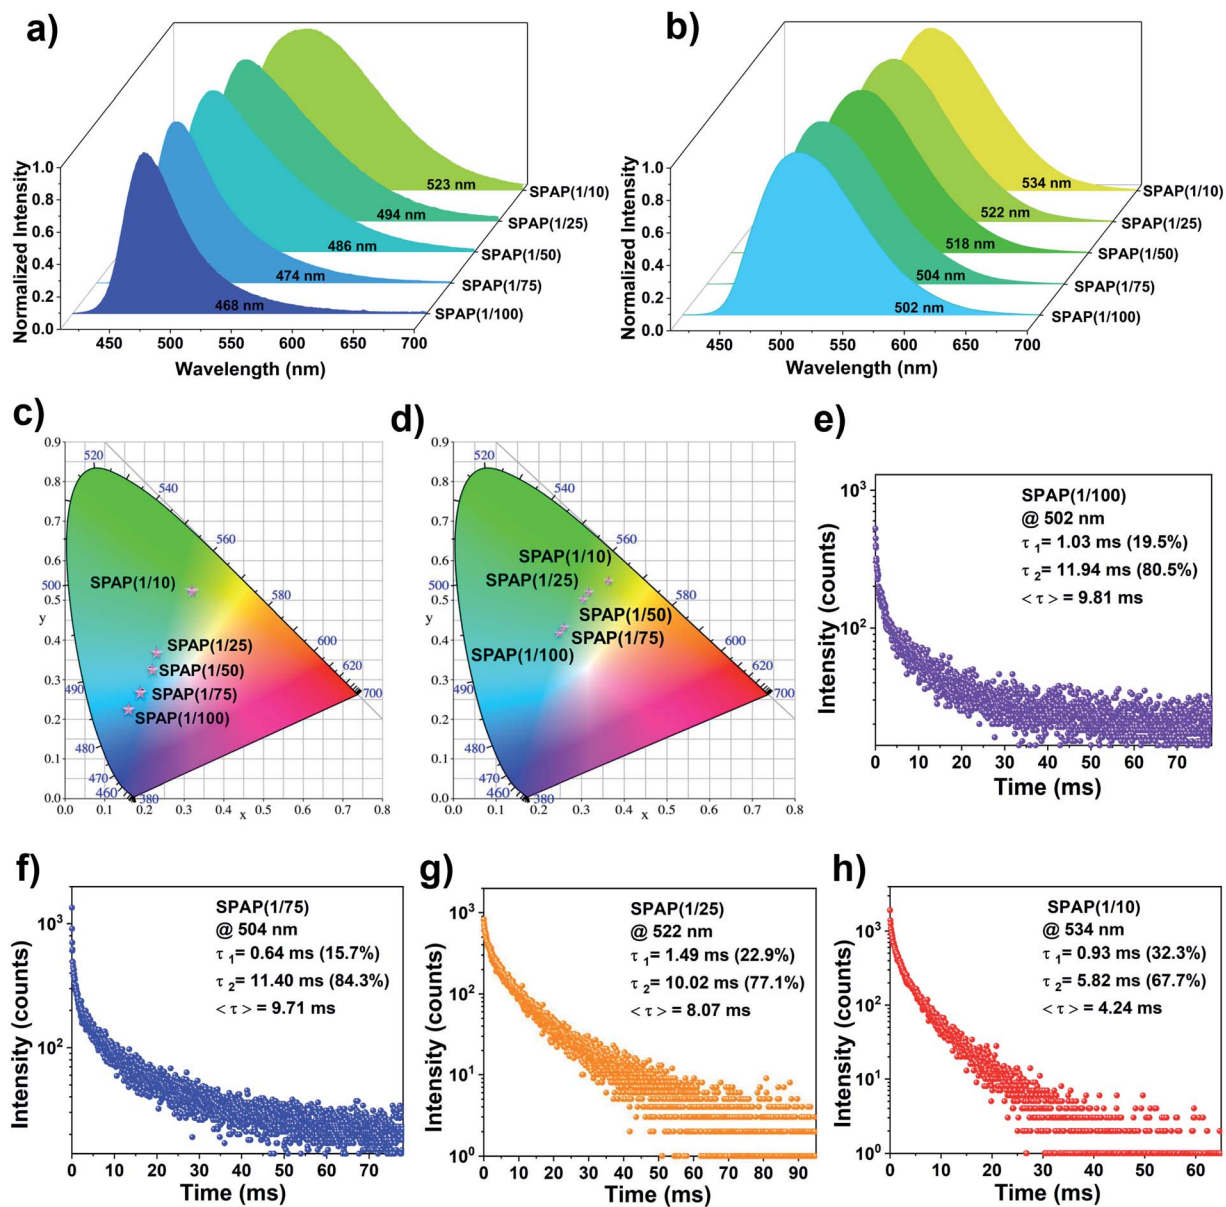 a)
Normalized Intensity
1.0
0.8
0.6
0.4
0.2
0.0
523 nm
494 nm
486 nm
474 nm
468 nm
SPAP(1/10)
SPAP(1/25)
SPAP(1/50)
SPAP(1/75)
SPAP(1/100)
450 500 550 600 650 700
Wavelength (nm)
b)
Normalized Intensity
1.0
0.8
0.6
0.4
0.2
0.0
534 nm
522 nm
518 nm
504 nm
502 nm
SPAP(1/10)
SPAP(1/25)
SPAP(1/50)
SPAP(1/75)
SPAP(1/100)
450 500 550 600 650 700
Wavelength (nm)
c)
0.9
0.8
0.7
0.6
0.5
0.4
0.3
0.2
0.1
0.0
y
520
540
560
580
600
620
700
500
490
480
470
460
380
SPAP(1/10)
SPAP(1/25)
SPAP(1/50)
SPAP(1/75)
SPAP(1/100)
0.0 0.1 0.2 0.3 0.4 0.5 0.6 0.7 0.8
x
d)
0.9
0.8
0.7
0.6
0.5
0.4
0.3
0.2
0.1
0.0
y
520
540
560
580
600
620
700
500
490
480
470
460
380
SPAP(1/10)
SPAP(1/25)
SPAP(1/50)
SPAP(1/75)
SPAP(1/100)
0.0 0.1 0.2 0.3 0.4 0.5 0.6 0.7 0.8
x
e)
Intensity (counts)
10³
10²
SPAP(1/100)
@ 502 nm
τ₁= 1.03 ms (19.5%)
τ₂= 11.94 ms (80.5%)
<τ> = 9.81 ms
0 10 20 30 40 50 60 70
Time (ms)
f)
Intensity (counts)
10³
10²
SPAP(1/75)
@ 504 nm
τ₁= 0.64 ms (15.7%)
τ₂= 11.40 ms (84.3%)
<τ> = 9.71 ms
0 10 20 30 40 50 60 70
Time (ms)
g)
Intensity (counts)
10³
10²
10¹
10⁰
SPAP(1/25)
@ 522 nm
τ₁= 1.49 ms (22.9%)
τ₂= 10.02 ms (77.1%)
<τ> = 8.07 ms
0 10 20 30 40 50 60 70 80 90
Time (ms)
h)
Intensity (counts)
10³
10²
10¹
10⁰
SPAP(1/10)
@ 534 nm
τ₁= 0.93 ms (32.3%)
τ₂= 5.82 ms (67.7%)
<τ> = 4.24 ms
0 10 20 30 40 50 60
Time (ms)